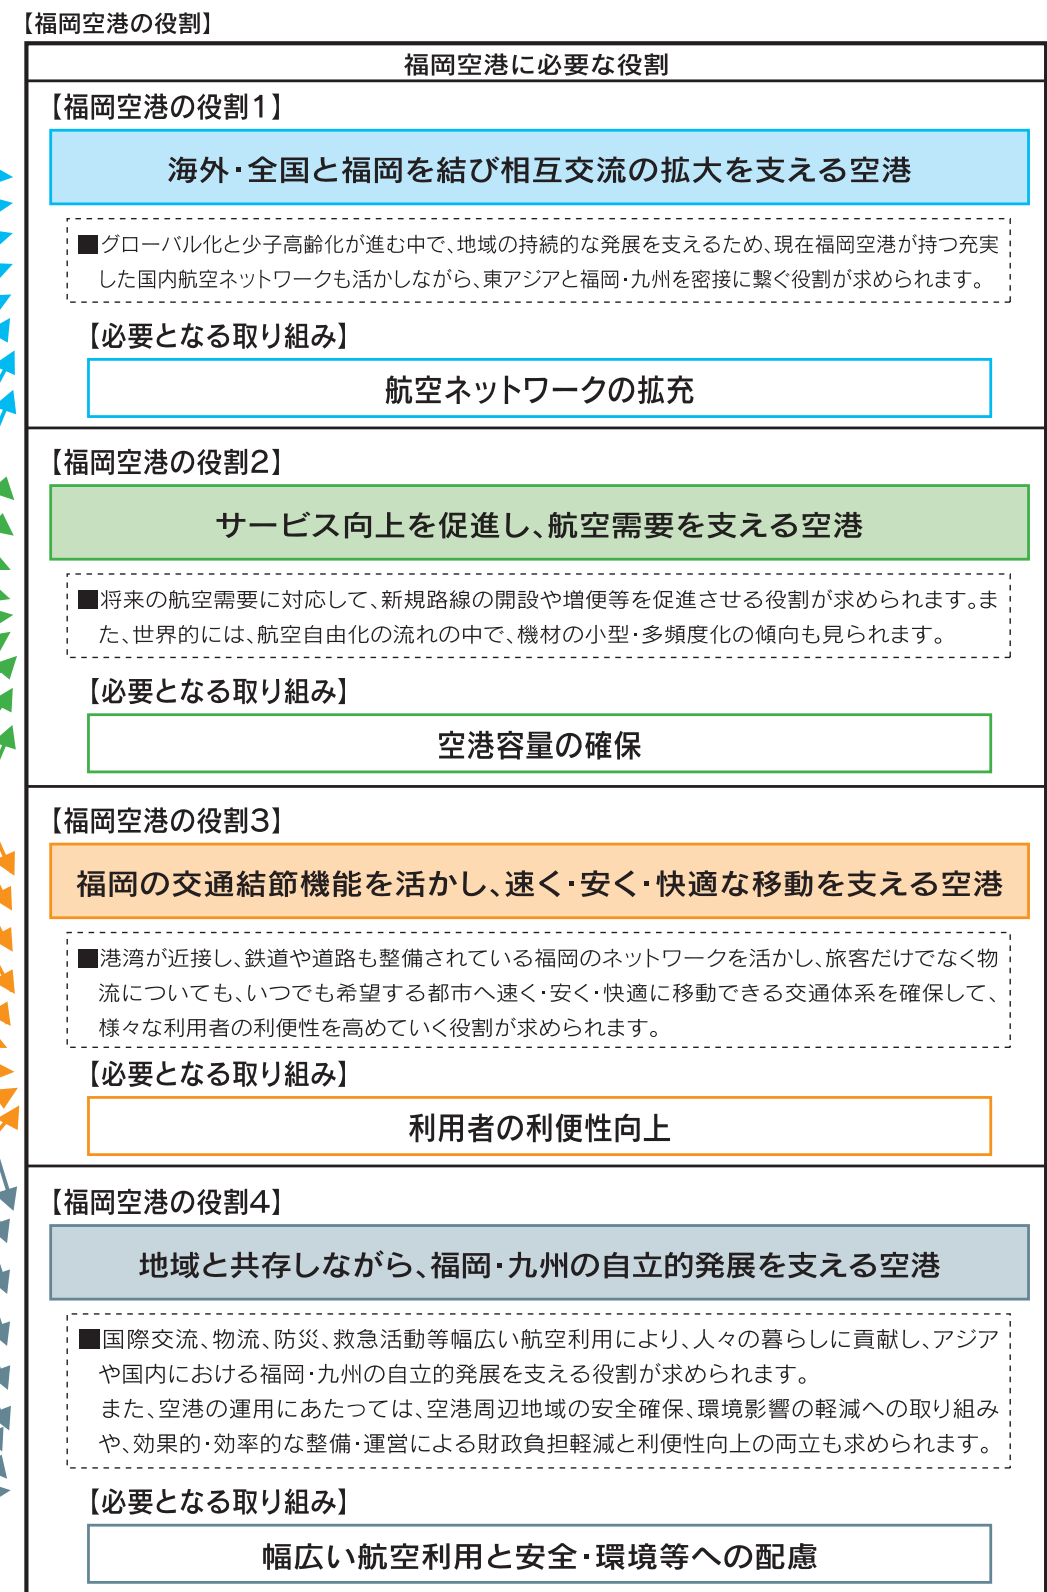 【福岡空港の役割】
福岡空港に必要な役割
【福岡空港の役割1】
海外・全国と福岡を結び相互交流の拡大を支える空港
■グローバル化と少子高齢化が進む中で、地域の持続的な発展を支えるため、現在福岡空港が持つ充実
した国内航空ネットワークも活かしながら、東アジアと福岡・九州を密接に繋ぐ役割が求められます。
【必要となる取り組み】
航空ネットワークの拡充
【福岡空港の役割2】
サービス向上を促進し、航空需要を支える空港
■将来の航空需要に対応して、新規路線の開設や増便等を促進させる役割が求められます。ま
た、世界的には、航空自由化の流れの中で、機材の小型・多頻度化の傾向も見られます。
【必要となる取り組み】
空港容量の確保
【福岡空港の役割3】
福岡の交通結節機能を活かし、速く・安く・快適な移動を支える空港
■港湾が近接し、鉄道や道路も整備されている福岡のネットワークを活かし、旅客だけでなく物
流についても、いつでも希望する都市へ速く・安く・快適に移動できる交通体系を確保して、
様々な利用者の利便性を高めていく役割が求められます。
【必要となる取り組み】
利用者の利便性向上
【福岡空港の役割4】
地域と共存しながら、福岡・九州の自立的発展を支える空港
■国際交流、物流、防災、救急活動等幅広い航空利用により、人々の暮らしに貢献し、アジア
や国内における福岡・九州の自立的発展を支える役割が求められます。
また、空港の運用にあたっては、空港周辺地域の安全確保、環境影響の軽減への取り組み
や、効果的・効率的な整備・運営による財政負担軽減と利便性向上の両立も求められます。
【必要となる取り組み】
幅広い航空利用と安全・環境等への配慮